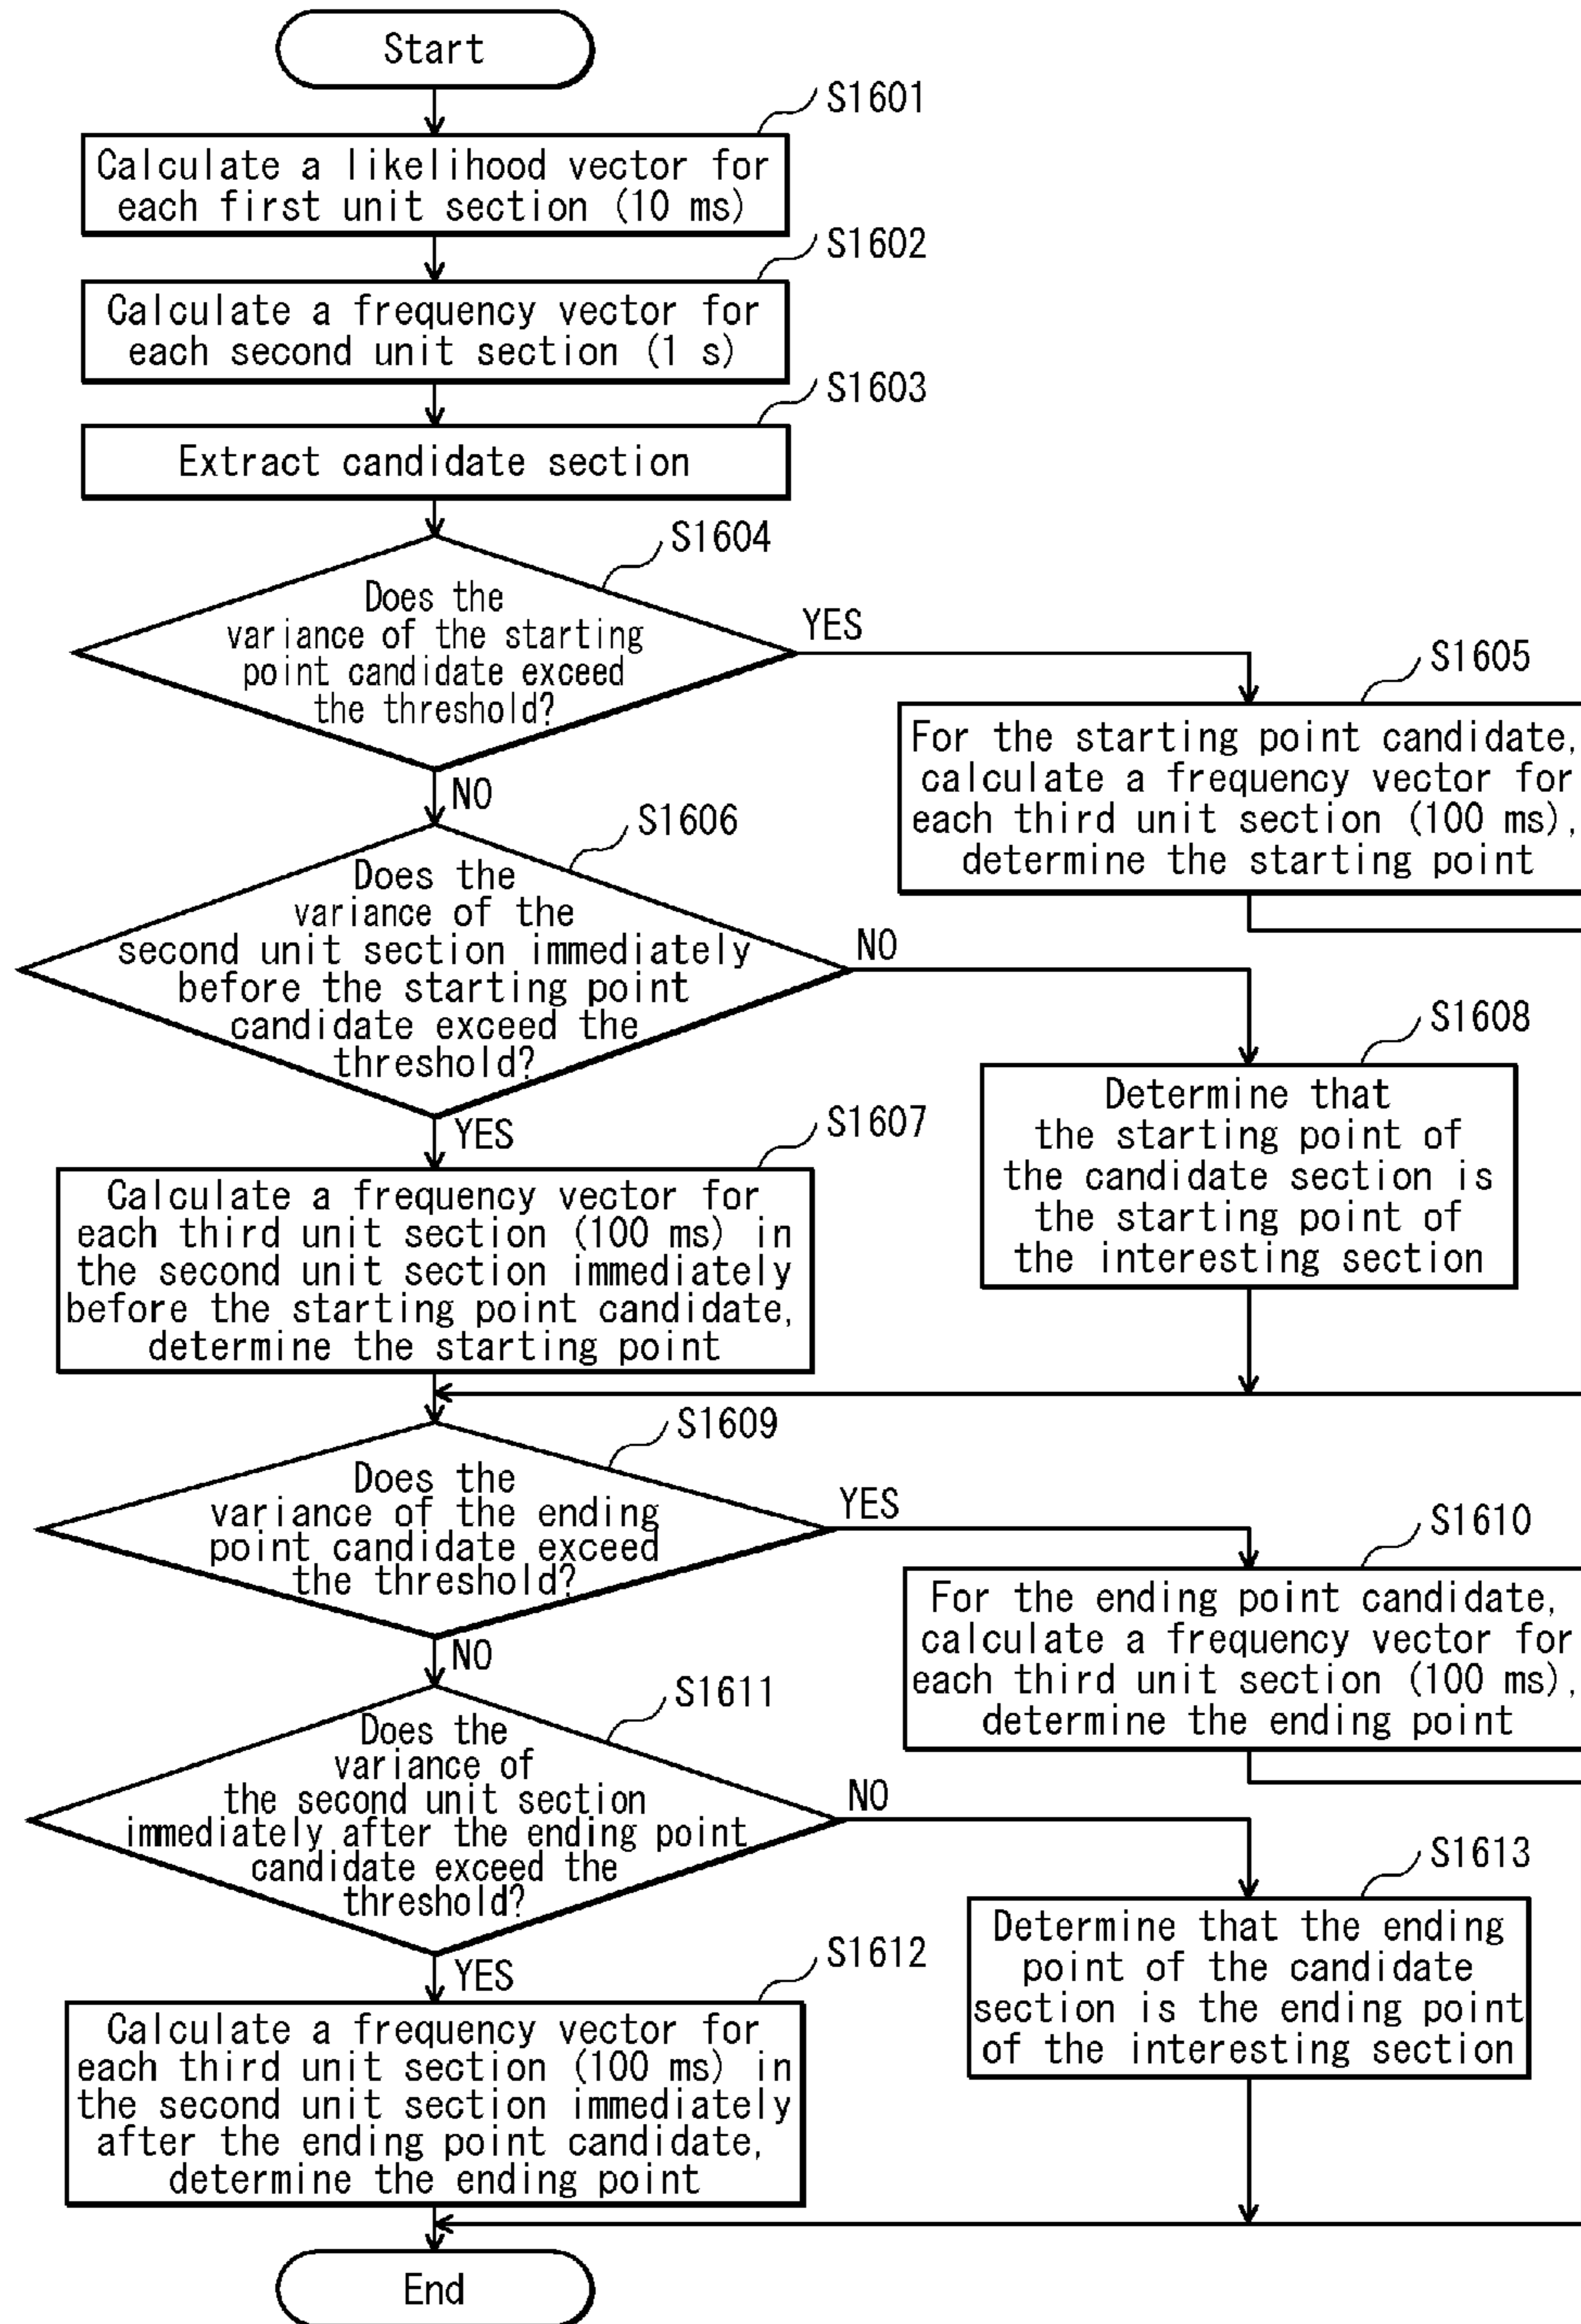 Start
S1601
Calculate a likelihood vector for
each first unit section (10 ms)
S1602
Calculate a frequency vector for
each second unit section (1 s)
S1603
Extract candidate section
S1604
Does the
variance of the starting
point candidate exceed
the threshold?
YES
NO
S1605
For the starting point candidate,
calculate a frequency vector for
each third unit section (100 ms),
determine the starting point
S1606
Does the
variance of the
second unit section immediately
before the starting point
candidate exceed the
threshold?
NO
YES
S1608
Determine that
the starting point of
the candidate section is
the starting point of
the interesting section
S1607
Calculate a frequency vector for
each third unit section (100 ms) in
the second unit section immediately
before the starting point candidate,
determine the starting point
S1609
Does the
variance of the ending
point candidate exceed
the threshold?
YES
NO
S1610
For the ending point candidate,
calculate a frequency vector for
each third unit section (100 ms),
determine the ending point
S1611
Does the
variance of
the second unit section
immediately after the ending point
candidate exceed the
threshold?
NO
YES
S1613
Determine that the ending
point of the candidate
section is the ending point
of the interesting section
S1612
Calculate a frequency vector for
each third unit section (100 ms) in
the second unit section immediately
after the ending point candidate,
determine the ending point
End